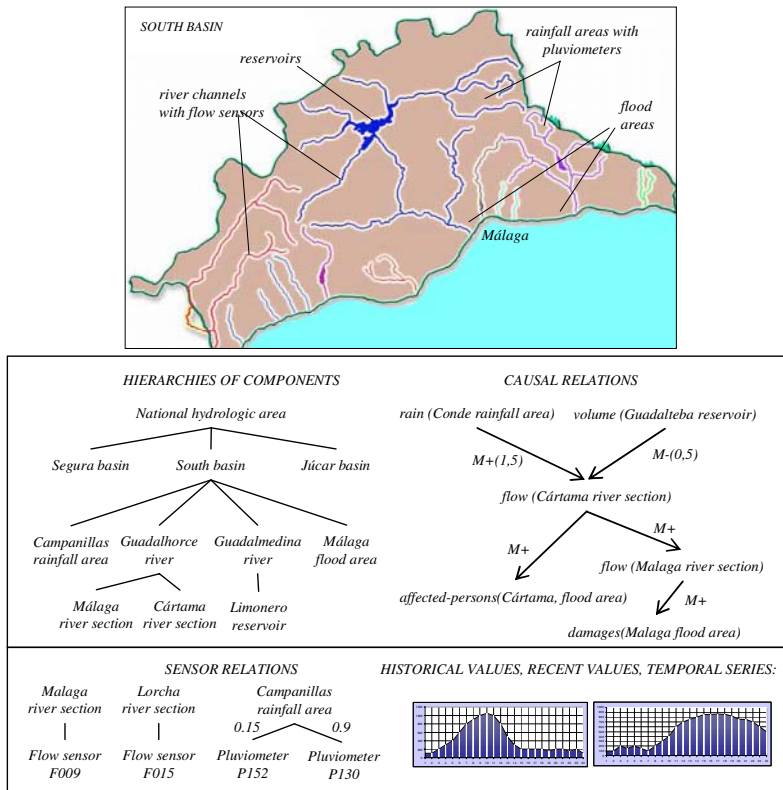 SOUTH BASIN
rainfall areas with
pluviometers
reservoirs
river channels
with flow sensors
flood
areas
Málaga
HIERARCHIES OF COMPONENTS
National hydrologic area
Segura basin South basin Júcar basin
Campanillas
rainfall area
Guadalhorce
river
Guadalmedina
river
Málaga
flood area
Málaga
river section
Cártama
river section
Limonero
reservoir
CAUSAL RELATIONS
rain (Conde rainfall area) volume (Guadalteba reservoir)
M+(1,5) M-(0,5)
flow (Cártama river section)
M+ M+
flow (Malaga river section)
affected-persons(Cártama, flood area)
M+
damages(Malaga flood area)
SENSOR RELATIONS
Malaga
river section
Lorcha
river section
Campanillas
rainfall area
0.15 0.9
Flow sensor
F009
Flow sensor
F015
Pluviometer
P152
Pluviometer
P130
HISTORICAL VALUES, RECENT VALUES, TEMPORAL SERIES: